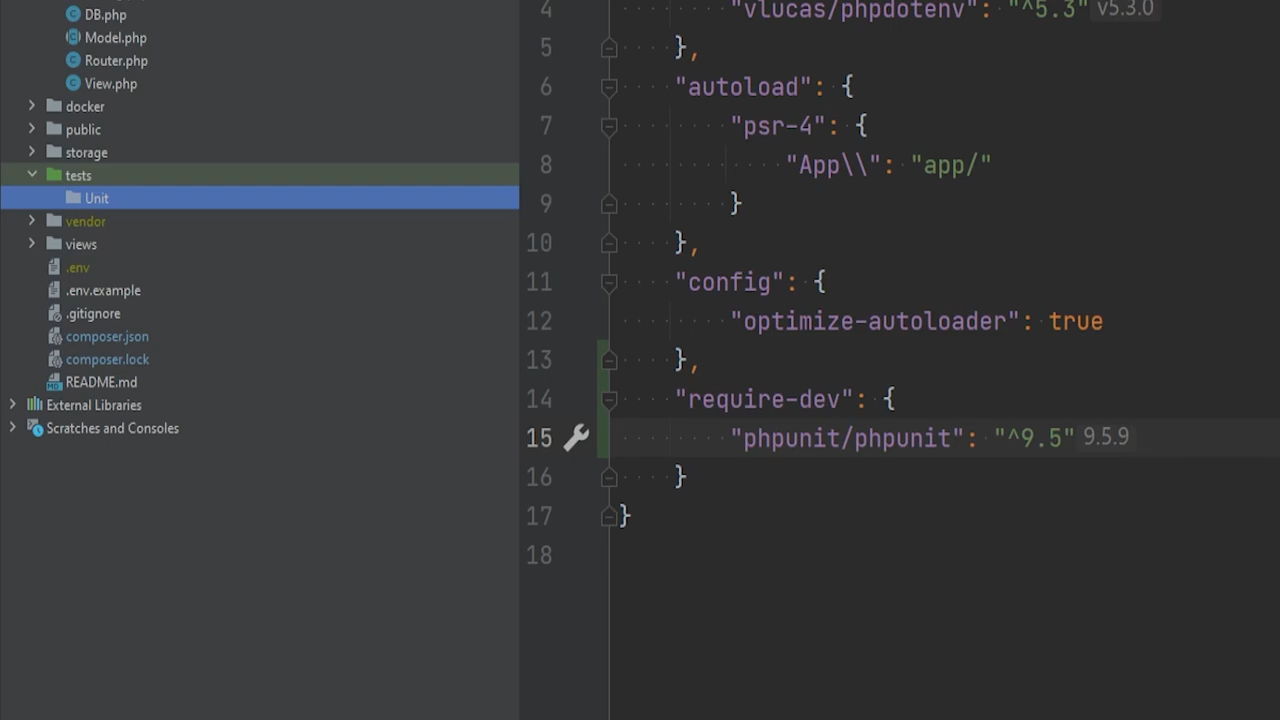 DB.php
Model.php
Router.php
View.php
docker
public
storage
tests
Unit
vendor
views
.env
.env.example
.gitignore
composer.json
composer.lock
README.md
External Libraries
Scratches and Consoles
4 "vlucas/phpdotenv": "^5.3" v5.3.0
5 },
6 "autoload": {
7 "psr-4": {
8 "App\\": "app/"
9 }
10 },
11 "config": {
12 "optimize-autoloader": true
13 },
14 "require-dev": {
15 "phpunit/phpunit": "^9.5" 9.5.9
16 }
17 }
18